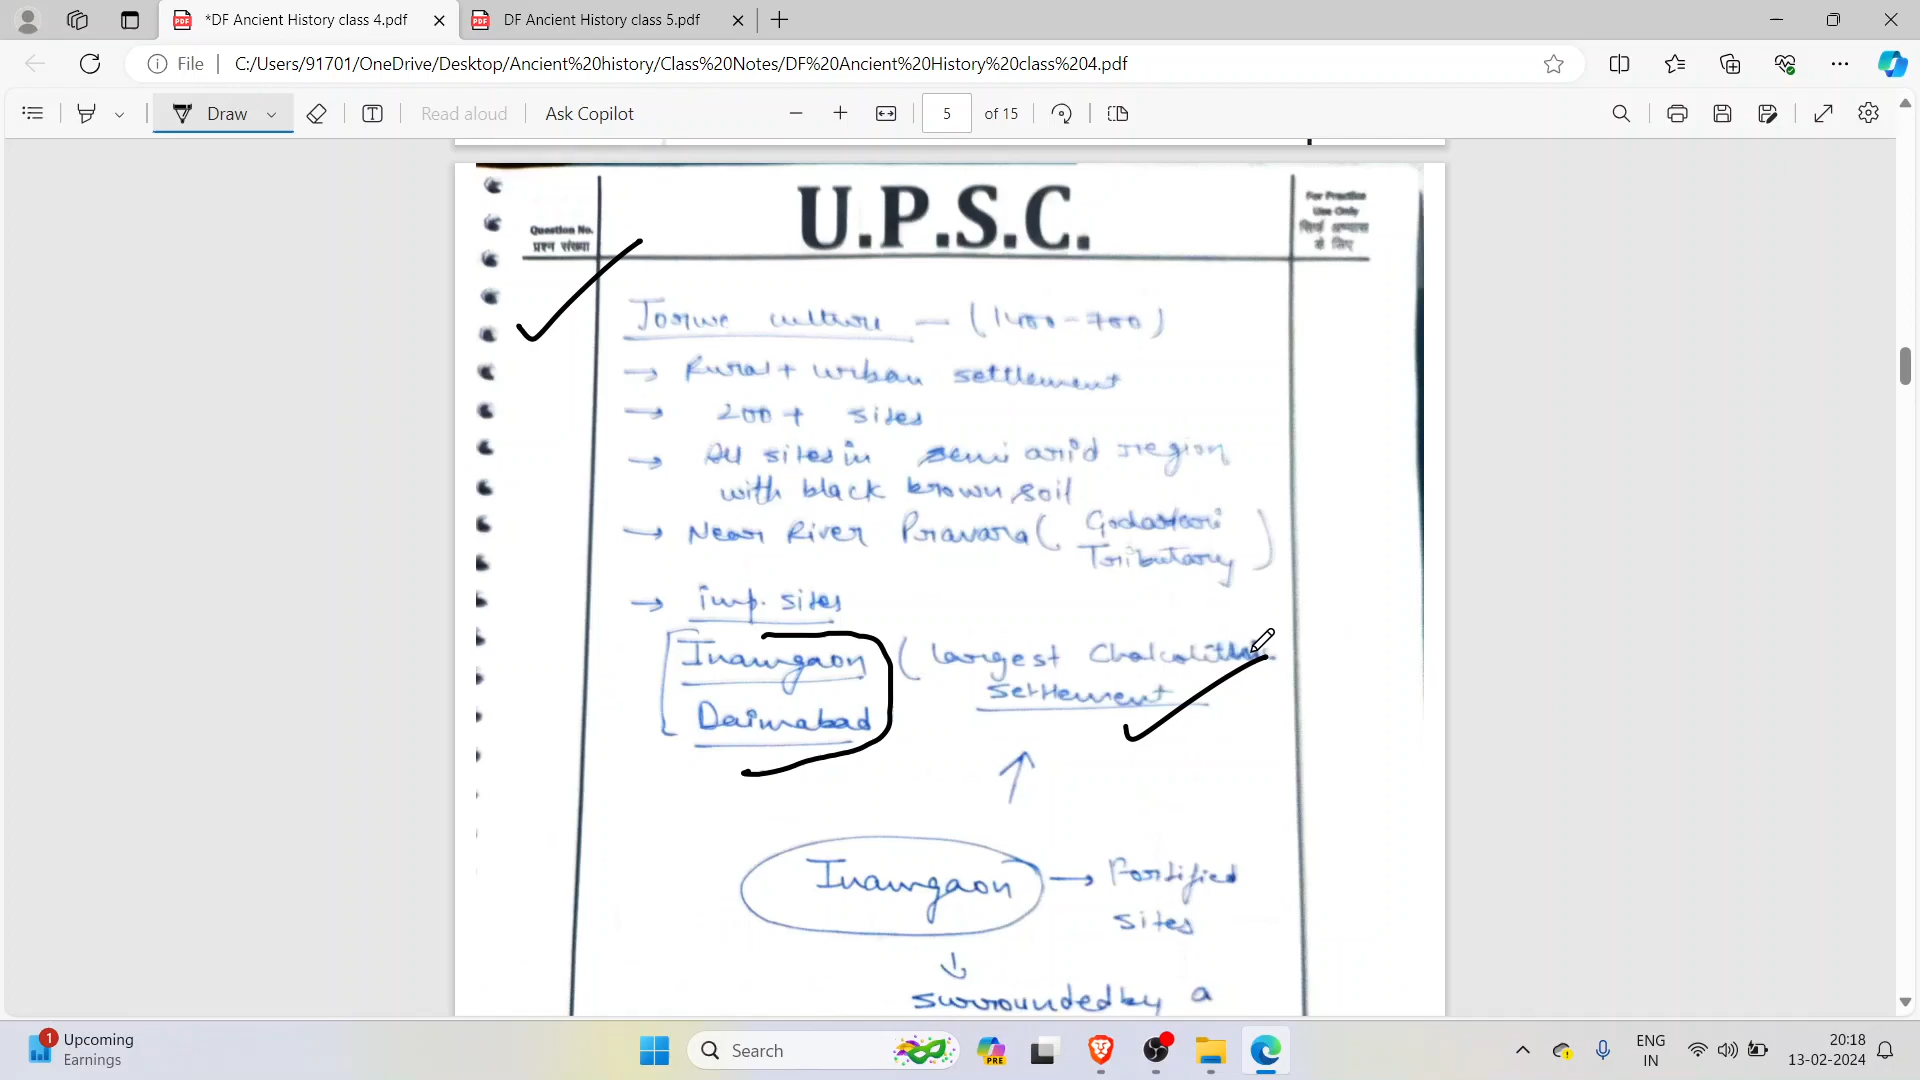 *DF Ancient History class 4.pdf
DF Ancient History class 5.pdf
File
C:/Users/91701/OneDrive/Desktop/Ancient%20history/Class%20Notes/DF%20Ancient%20History%20class%204.pdf
Draw
Read aloud
Ask Copilot
5 of 15
U.P.S.C.
Question No.
प्रश्न संख्या
For Practice
Use Only
सिर्फ अभ्यास
के लिए
Jorwe culture – (1400-700)
→ Rural + urban settlement
→ 200+ sites
→ All sites in semi arid region
with black brown soil
→ Near River Pravara ( Godavari
Tributary )
→ imp. sites
Inamgaon ( largest Chalcolithic
settlement
Daimabad
Inamgaon → Fortified
sites
surrounded by a
1
Upcoming
Earnings
Search
PRE
ENG
IN
20:18
13-02-2024